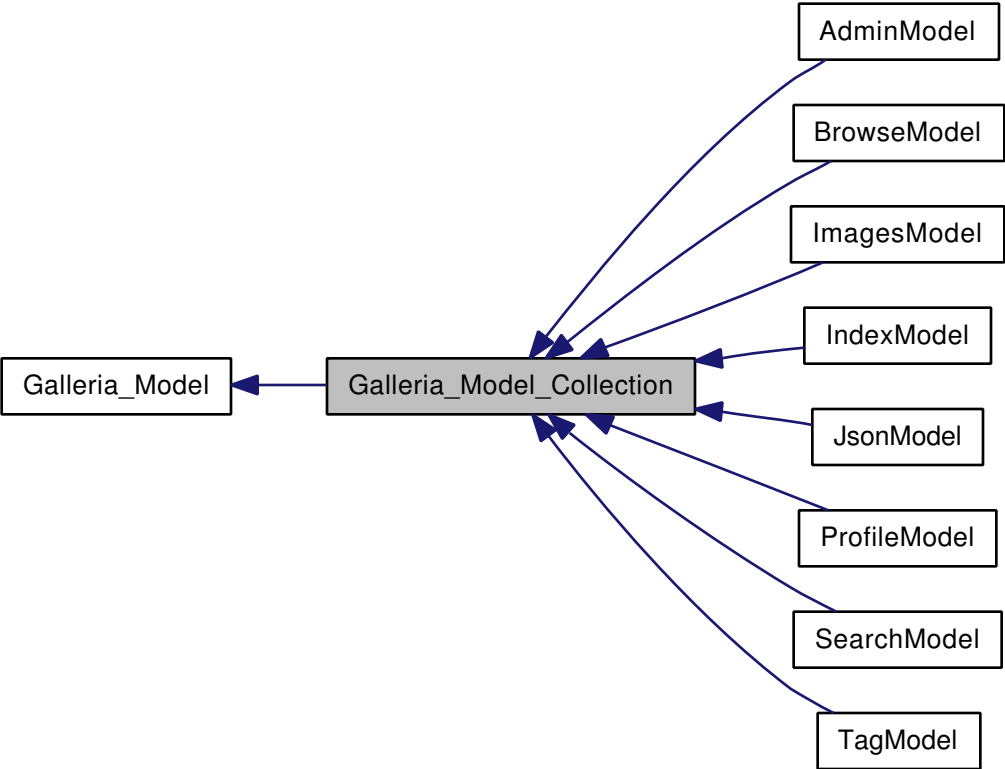 AdminModel
BrowseModel
ImagesModel
IndexModel
Galleria_Model
Galleria_Model_Collection
JsonModel
ProfileModel
SearchModel
TagModel